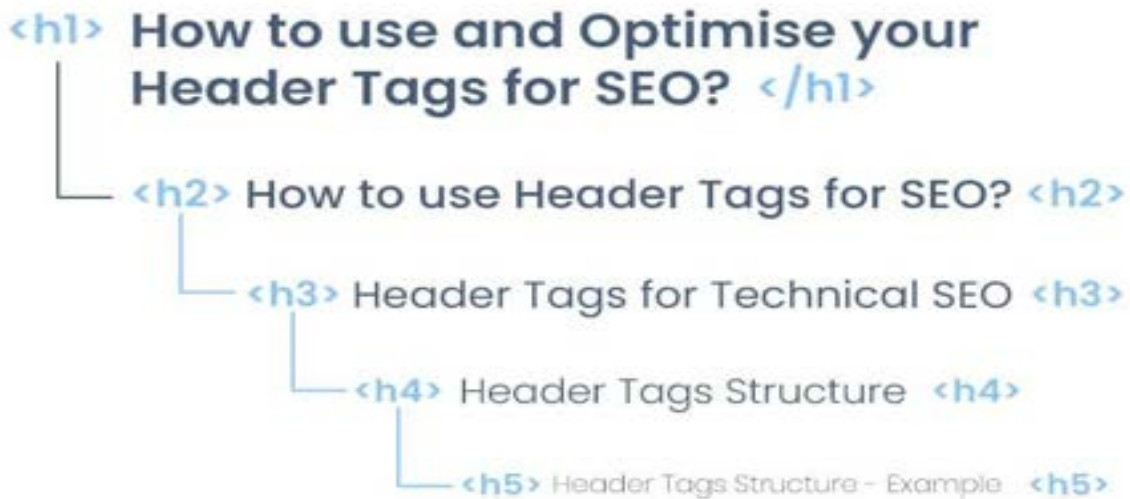 <h1> How to use and Optimise your
Header Tags for SEO? </h1>
<h2> How to use Header Tags for SEO? <h2>
<h3> Header Tags for Technical SEO <h3>
<h4> Header Tags Structure <h4>
<h5> Header Tags Structure - Example <h5>